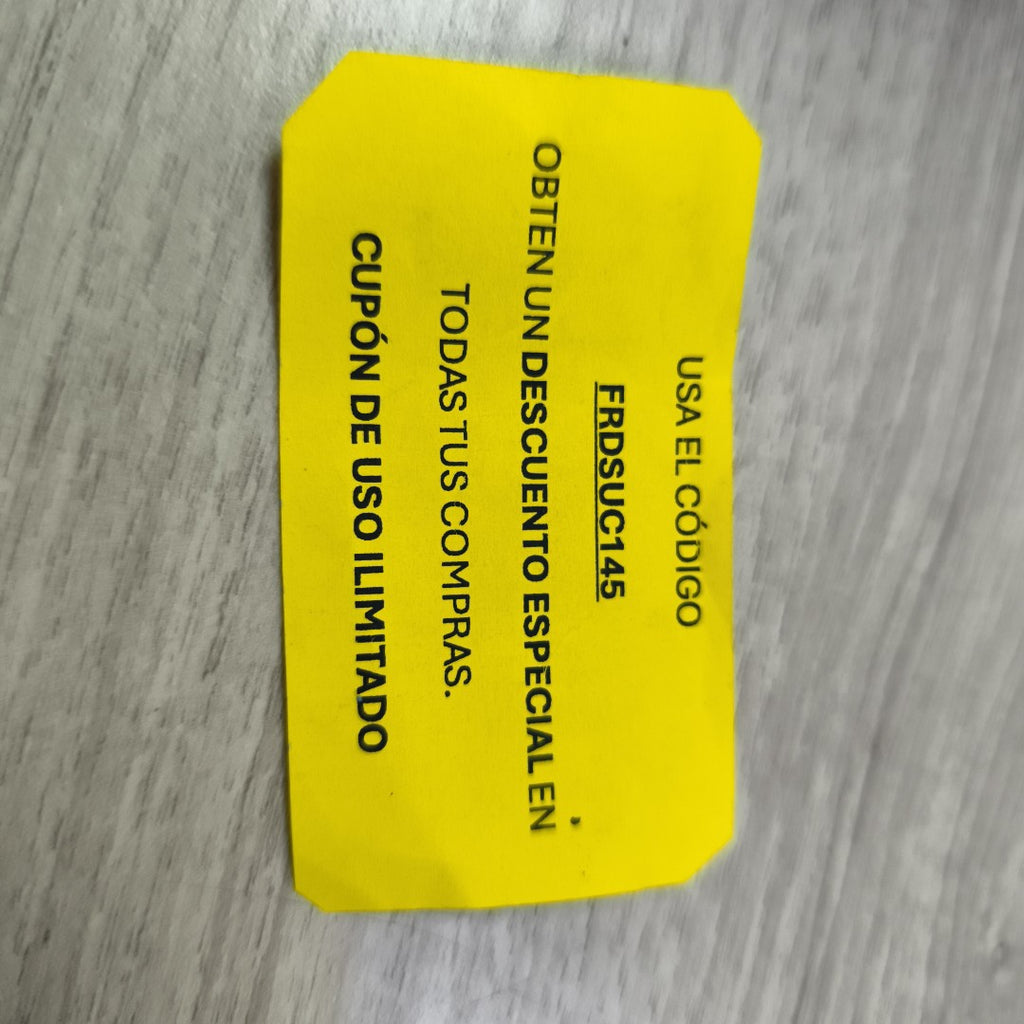 USA EL CÓDIGO
FRDSUC145
OBTEN UN DESCUENTO ESPECIAL EN
TODAS TUS COMPRAS.
CUPÓN DE USO ILIMITADO